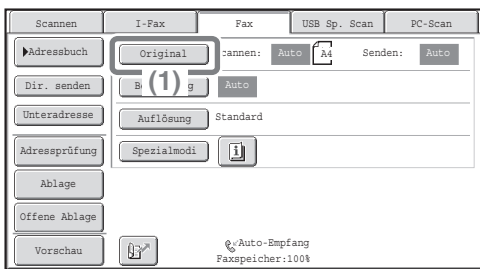 Scannen I-Fax Fax USB Sp. Scan PC-Scan
Adressbuch Original Scannen: Auto A4 Senden: Auto
(1)
Dir. senden Auto
Unteradresse Auflösung Standard
Adressprüfung Spezialmodi
Ablage
Offene Ablage
Vorschau Auto-Empfang
Faxspeicher:100%